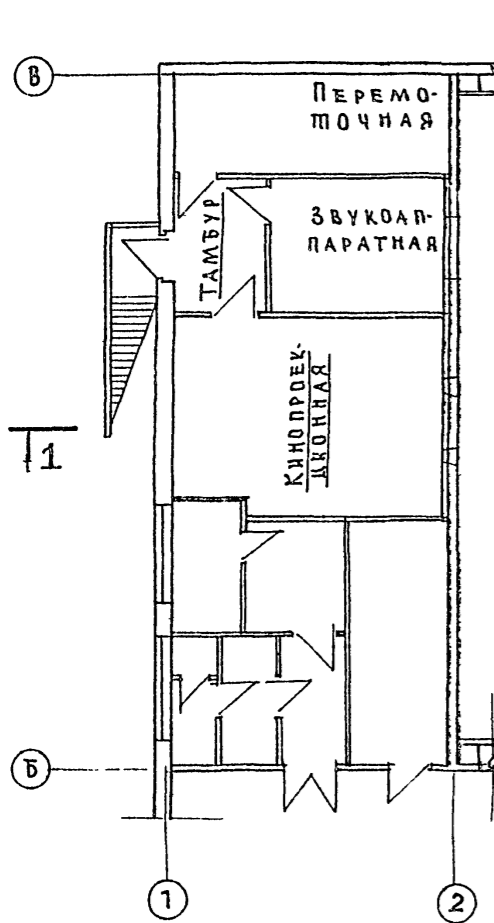 В
ПЕРЕМО-
ТОЧНАЯ
ТАМБУР
ЗВУКОАП-
ПАРАТНАЯ
КИНОПРОЕК-
ЦИОННАЯ
1
Б
1
2